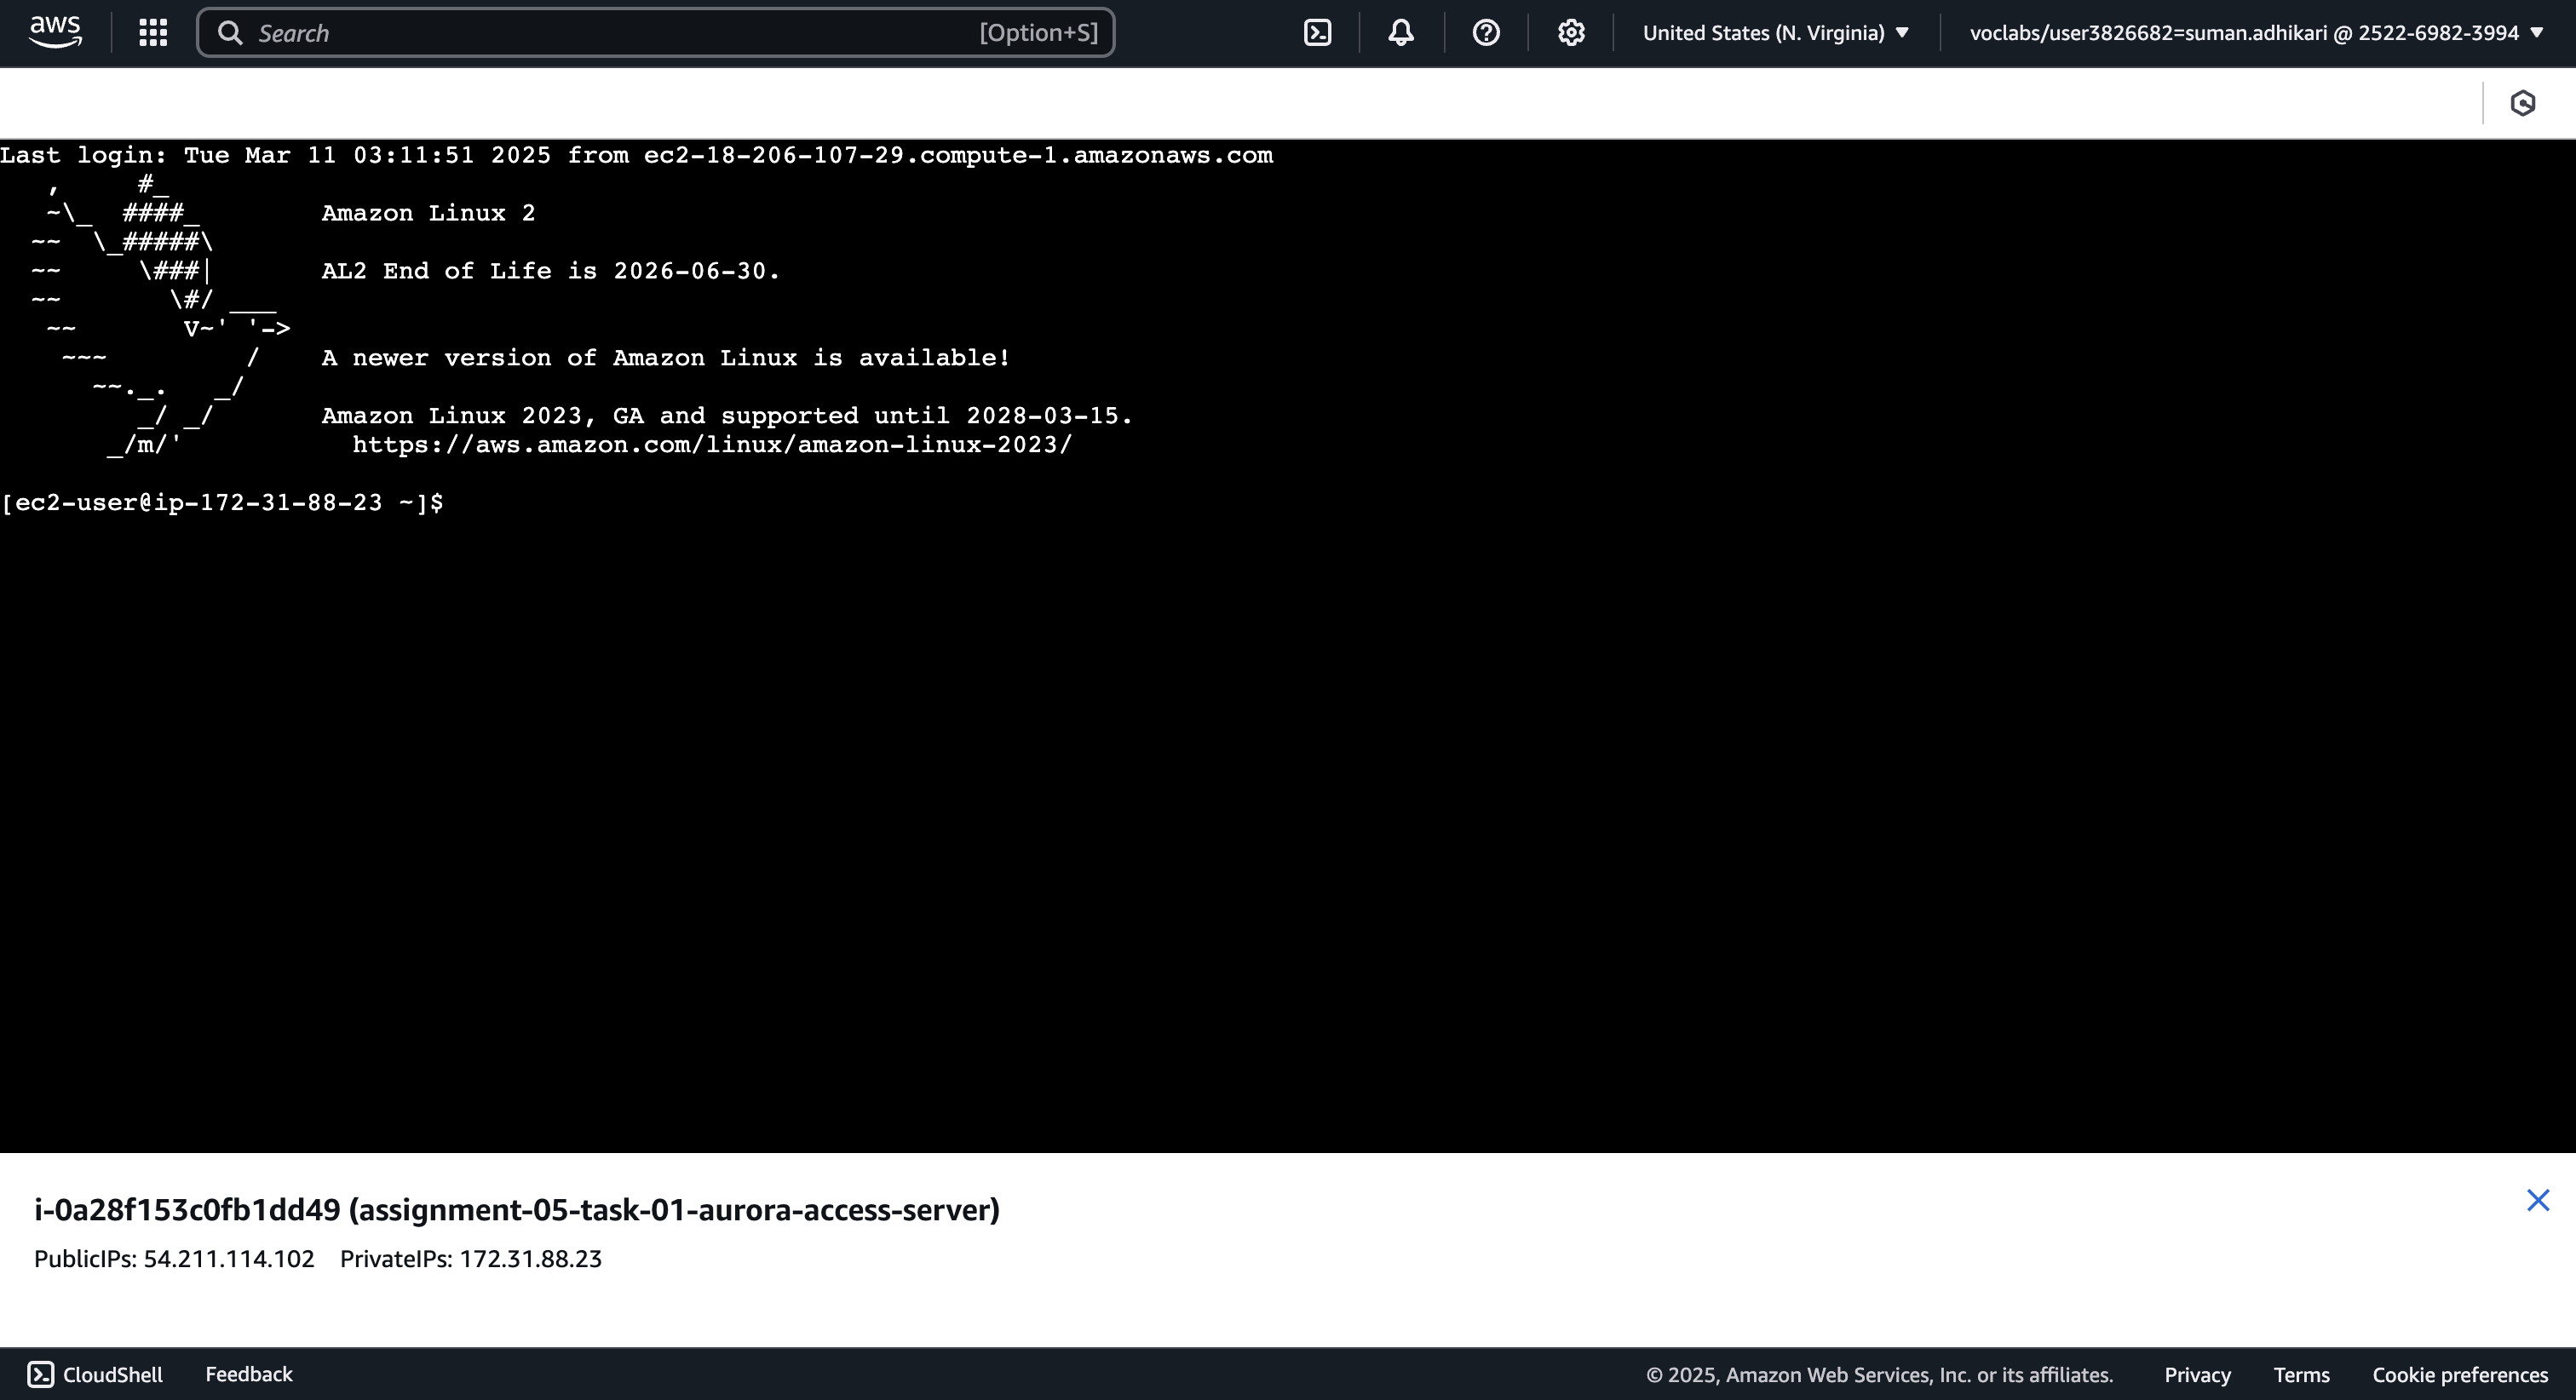 aws
Search [Option+S]
United States (N. Virginia)
voclabs/user3826682=suman.adhikari @ 2522-6982-3994
Last login: Tue Mar 11 03:11:51 2025 from ec2-18-206-107-29.compute-1.amazonaws.com
   ,     #_
   ~\_  ####_        Amazon Linux 2
  ~~  \_#####\
  ~~     \###|       AL2 End of Life is 2026-06-30.
  ~~       \#/ ___
   ~~       V~' '->
    ~~~         /    A newer version of Amazon Linux is available!
      ~~._.   _/
         _/ _/       Amazon Linux 2023, GA and supported until 2028-03-15.
       _/m/'           https://aws.amazon.com/linux/amazon-linux-2023/
[ec2-user@ip-172-31-88-23 ~]$
i-0a28f153c0fb1dd49 (assignment-05-task-01-aurora-access-server)
PublicIPs: 54.211.114.102 PrivateIPs: 172.31.88.23
CloudShell Feedback © 2025, Amazon Web Services, Inc. or its affiliates. Privacy Terms Cookie preferences